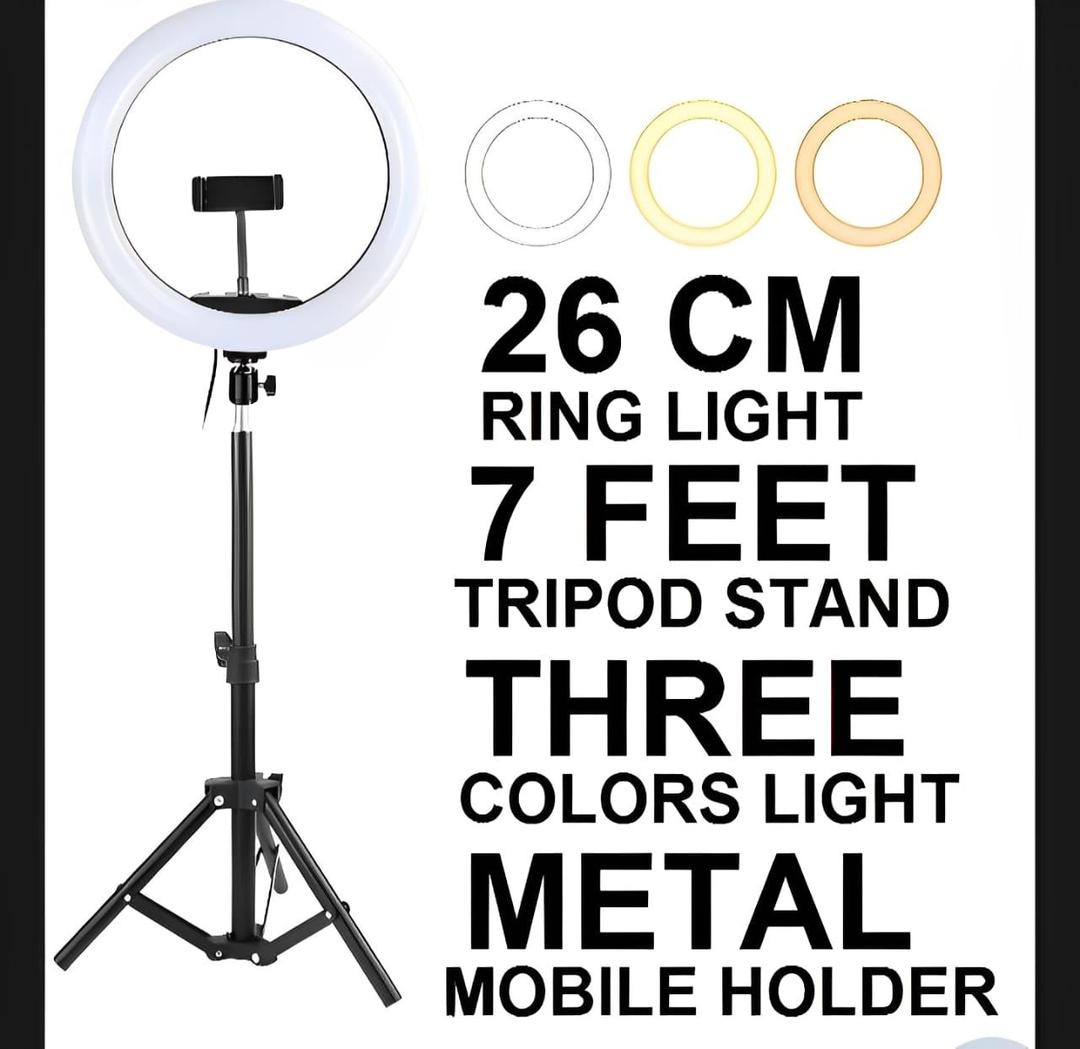 26 CM
RING LIGHT
7 FEET
TRIPOD STAND
THREE
COLORS LIGHT
METAL
MOBILE HOLDER